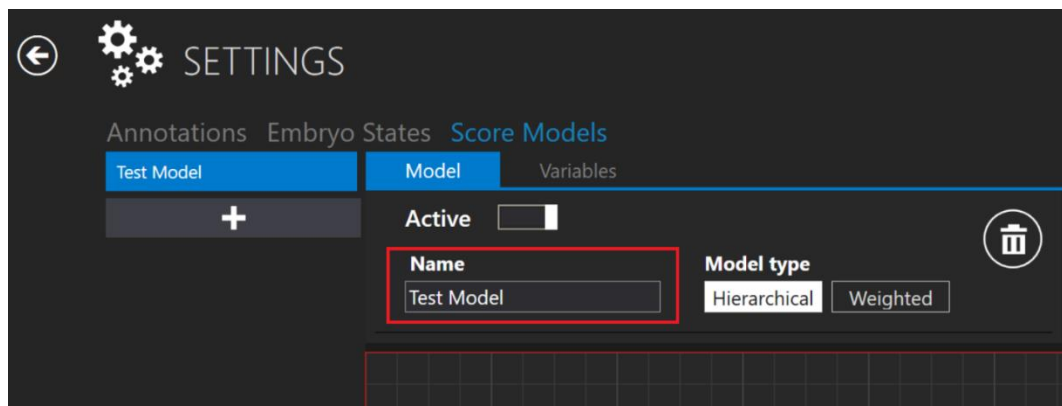 SETTINGS
Annotations Embryo States Score Models
Test Model
Model Variables
Active
Name
Test Model
Model type
Hierarchical Weighted